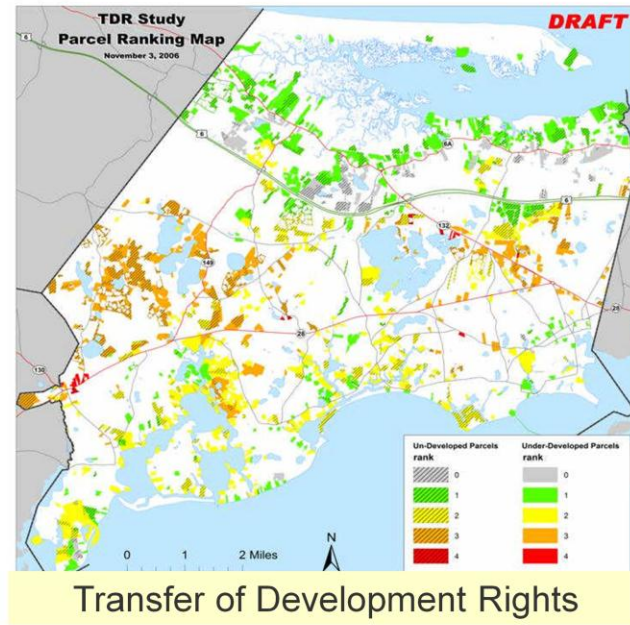 TDR Study
Parcel Ranking Map
November 3, 2006
DRAFT
6
6
6A
6
132
149
28
28
130
Un-Developed Parcels
rank
0
1
2
3
4
Under-Developed Parcels
rank
0
1
2
3
4
0 1 2 Miles
N
Transfer of Development Rights